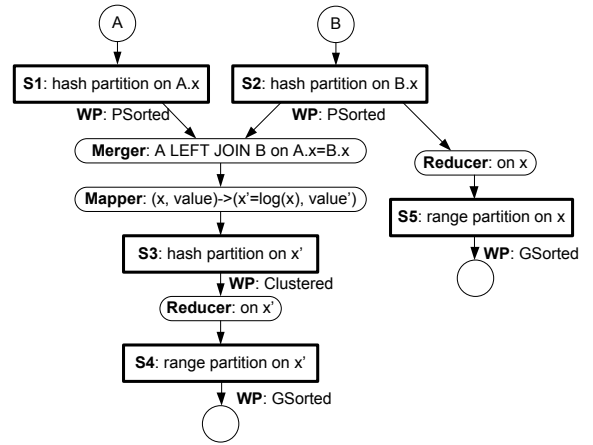 A
B
S1: hash partition on A.x
S2: hash partition on B.x
WP: PSorted
WP: PSorted
Merger: A LEFT JOIN B on A.x=B.x
Reducer: on x
Mapper: (x, value)->(x’=log(x), value’)
S5: range partition on x
S3: hash partition on x’
WP: GSorted
WP: Clustered
Reducer: on x’
S4: range partition on x’
WP: GSorted